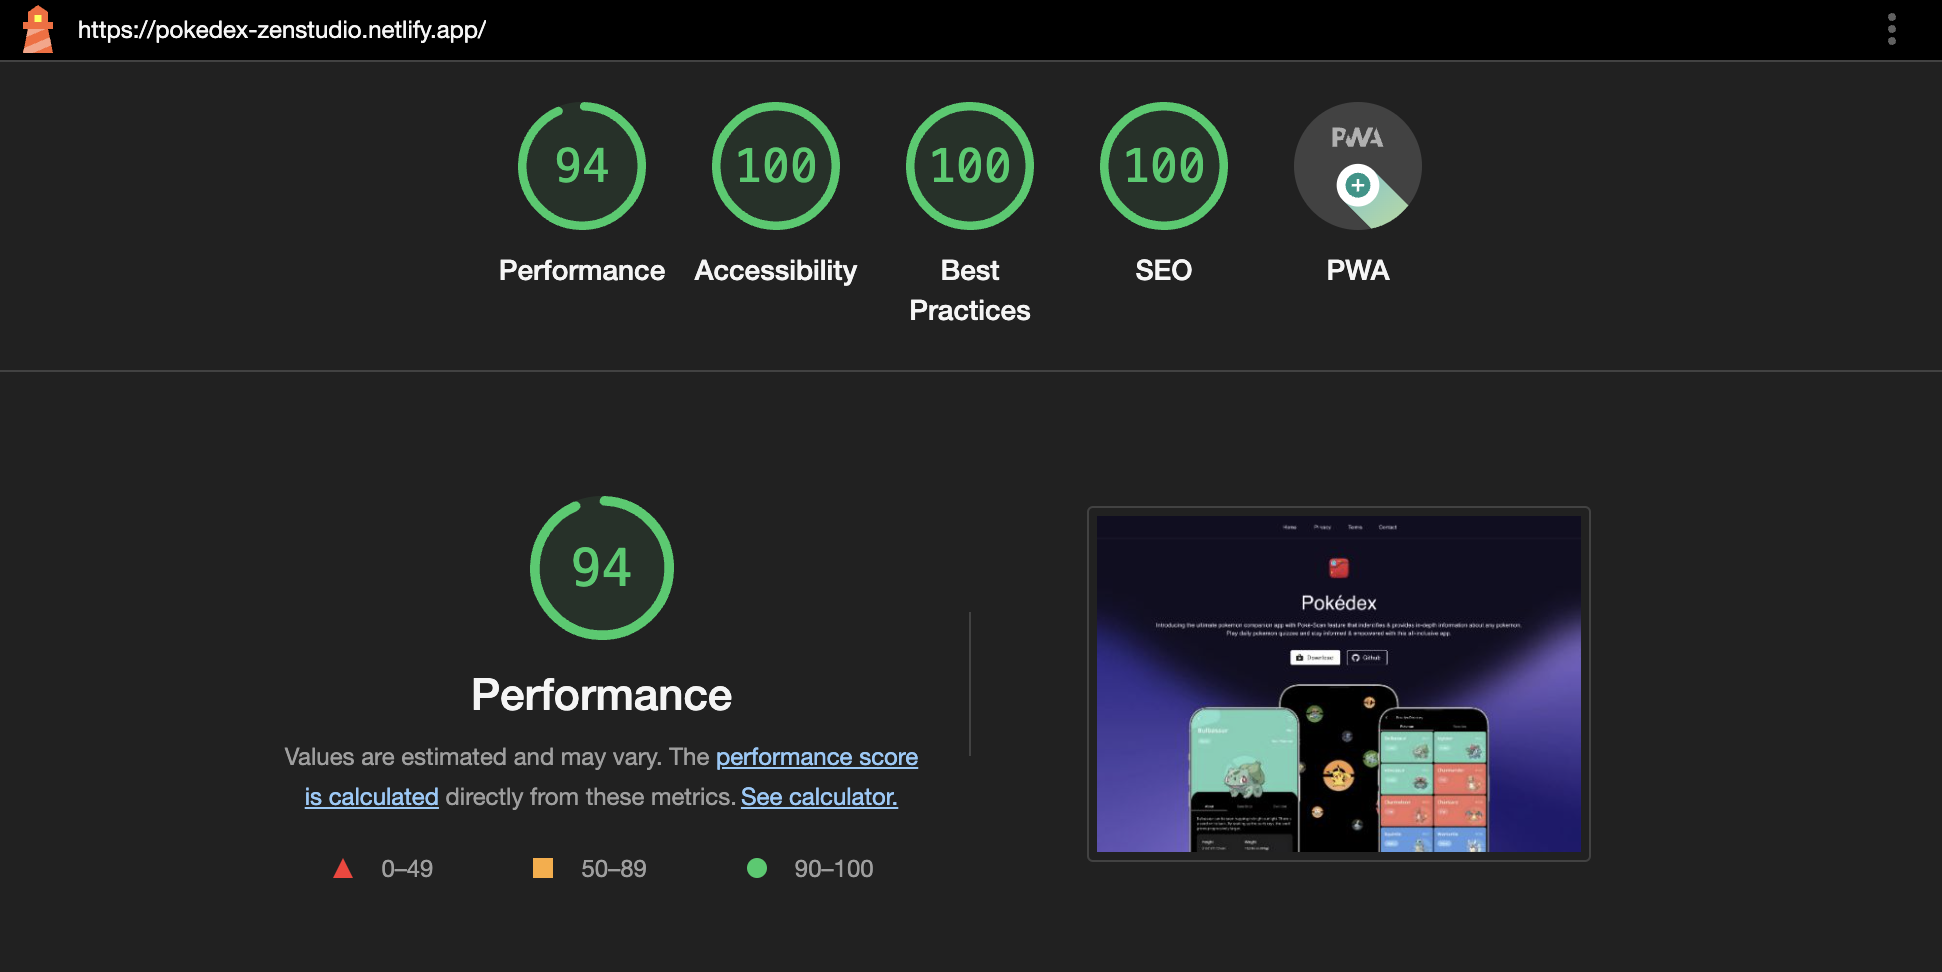 https://pokedex-zenstudio.netlify.app/
94
100
100
100
PWA
Performance
Accessibility
Best
Practices
SEO
PWA
94
Performance
Values are estimated and may vary. The performance score
is calculated directly from these metrics. See calculator.
0–49
50–89
90–100
Home
Privacy
Terms
Contact
Pokédex
Introducing the ultimate pokemon companion app with Poké-Scan feature that indentifies & provides in-depth information about any pokemon.
Play daily pokemon quizzes and stay informed & empowered with this all-inclusive app.
Download
Github
Bulbasaur